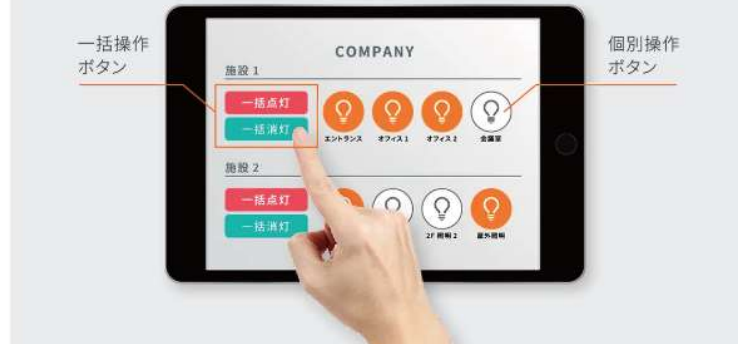 一括操作
ボタン
個別操作
ボタン
COMPANY
施設 1
一括点灯
一括消灯
エントランス
オフィス 1
オフィス 2
会議室
施設 2
一括点灯
一括消灯
2F 照明 2
屋外照明